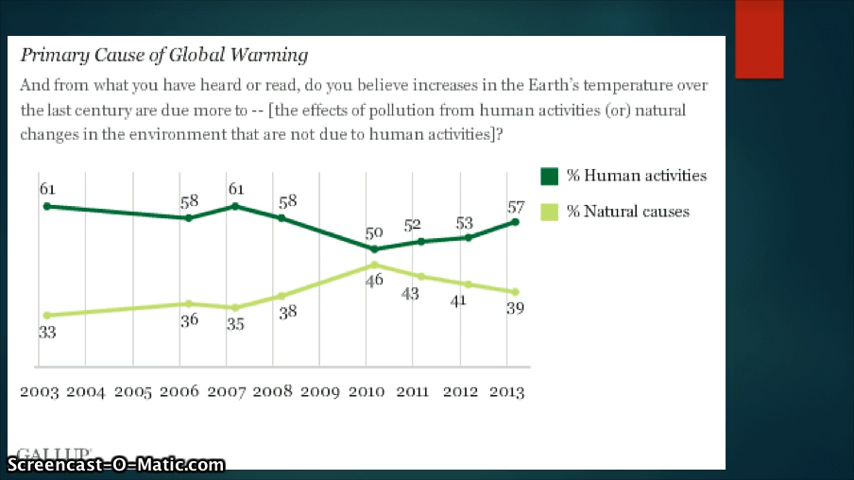 Primary Cause of Global Warming
And from what you have heard or read, do you believe increases in the Earth's temperature over
the last century are due more to -- [the effects of pollution from human activities (or) natural
changes in the environment that are not due to human activities]?
% Human activities
% Natural causes
61 58 61 58 50 52 53 57
33 36 35 38 46 43 41 39
2003 2004 2005 2006 2007 2008 2009 2010 2011 2012 2013
GALLUP
Screencast-O-Matic.com